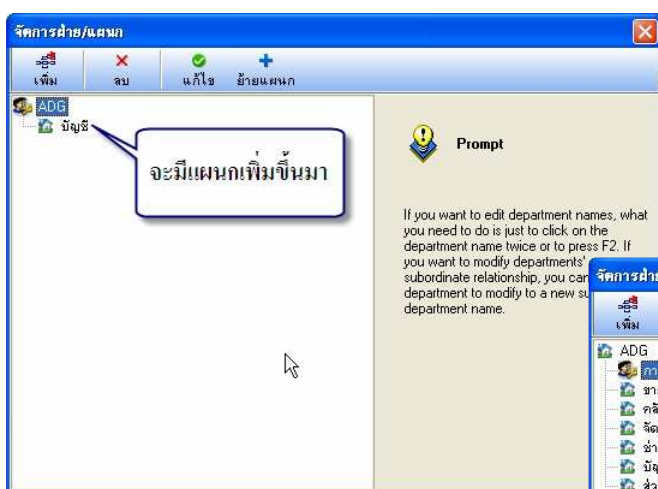 จัดการฝ่าย/แผนก
เพิ่ม ลบ แก้ไข ย้ายแผนก
ADG
บัญชี
จะมีแผนกเพิ่มขึ้นมา
Prompt
If you want to edit department names, what
you need to do is just to click on the
department name twice or to press F2. If
you want to modify departments'
subordinate relationship, you can
department to modify to a new su
department name.
จัดการฝ่าย
เพิ่ม
ADG